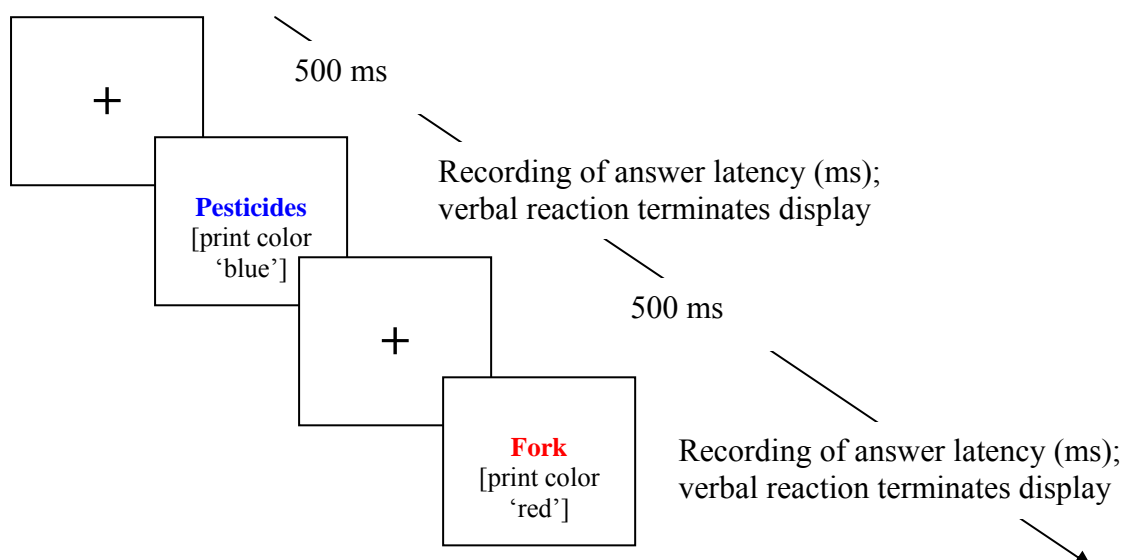 +
500 ms
Pesticides
[print color
‘blue’]
Recording of answer latency (ms);
verbal reaction terminates display
+
500 ms
Fork
[print color
‘red’]
Recording of answer latency (ms);
verbal reaction terminates display